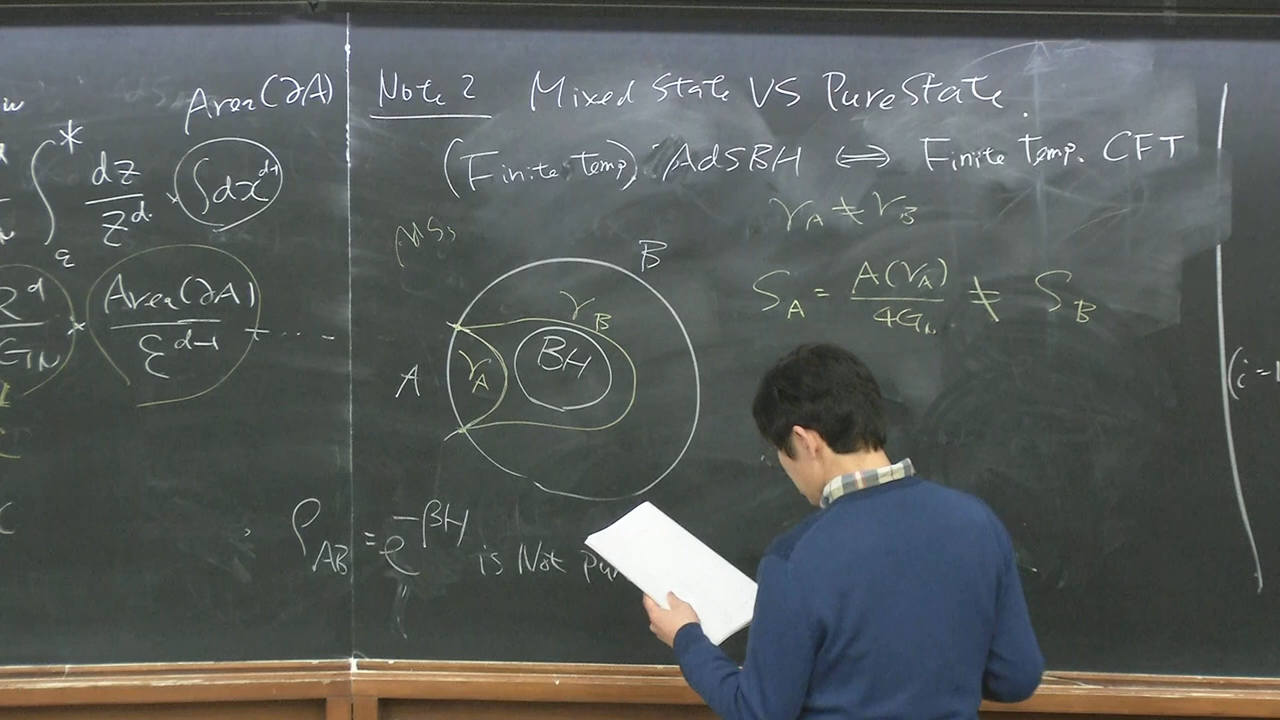 Area(∂A)
∫ dz/z^d × ∫dx^{d-1}
*
ε
R^d/G_N × Area(∂A)/ε^{d-1} + ....
Note 2 Mixed State VS Pure State.
(Finite temp) AdSBH ⇔ Finite Temp. CFT
γ_A ≠ γ_B
S_A = A(γ_A)/4G_N ≠ S_B
B
γ_B
BH
γ_A
A
ρ_AB = e^{-βH} is Not
(i=